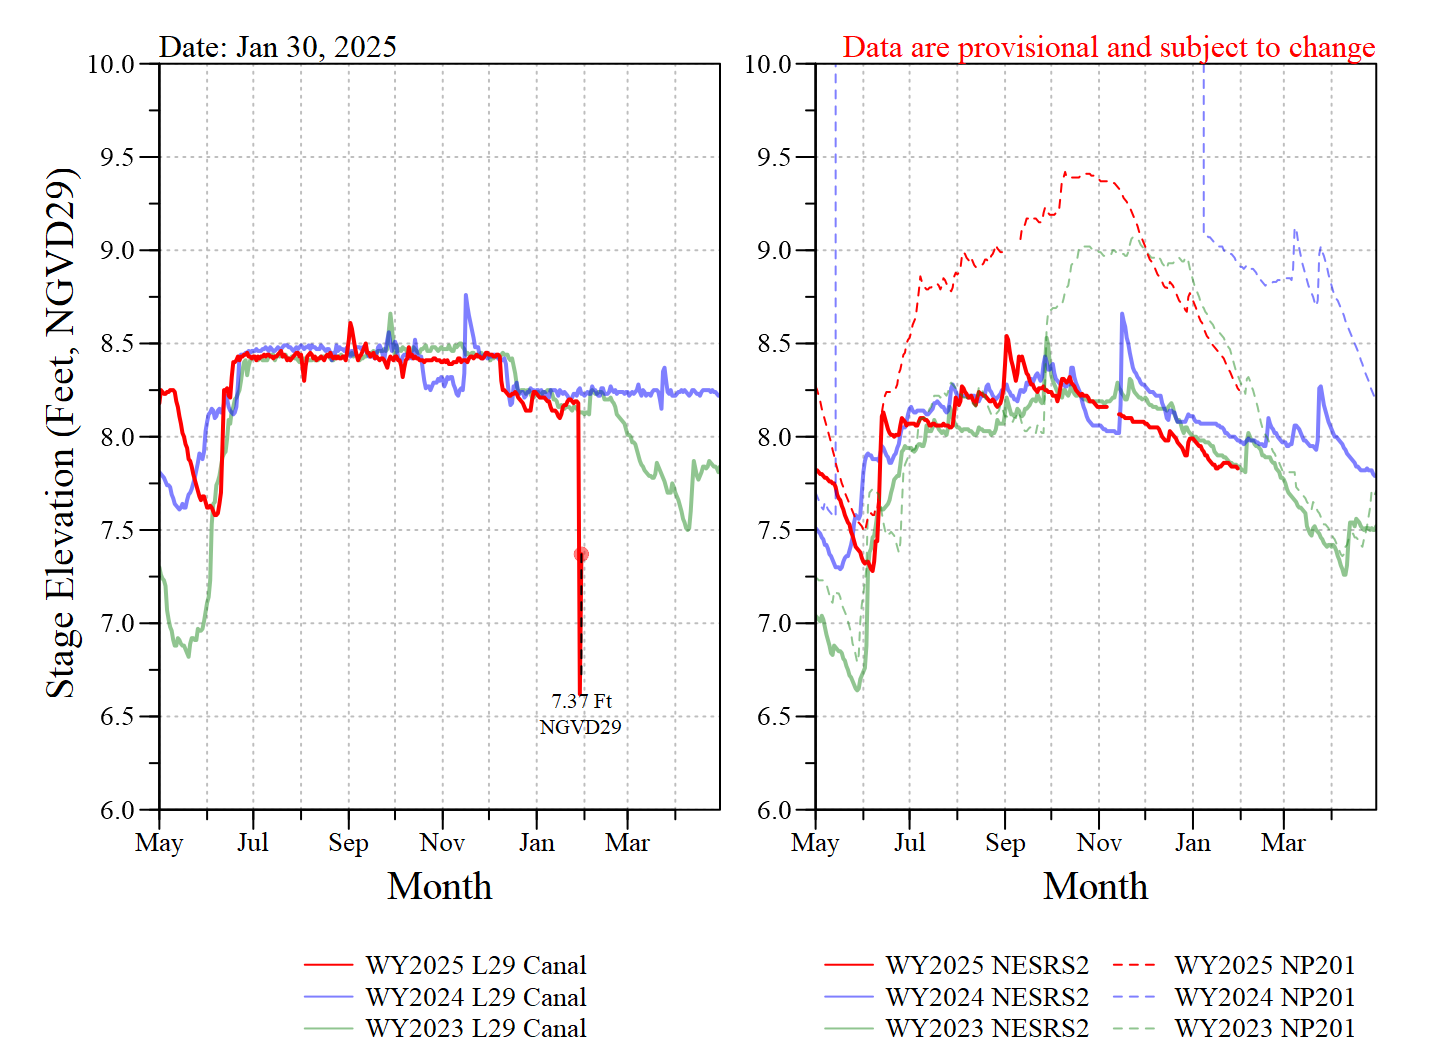 Date: Jan 30, 2025
Data are provisional and subject to change
Stage Elevation (Feet, NGVD29)
10.0
9.5
9.0
8.5
8.0
7.5
7.0
6.5
6.0
7.37 Ft
NGVD29
May Jul Sep Nov Jan Mar
Month
10.0
9.5
9.0
8.5
8.0
7.5
7.0
6.5
6.0
May Jul Sep Nov Jan Mar
Month
WY2025 L29 Canal
WY2024 L29 Canal
WY2023 L29 Canal
WY2025 NESRS2 WY2025 NP201
WY2024 NESRS2 WY2024 NP201
WY2023 NESRS2 WY2023 NP201